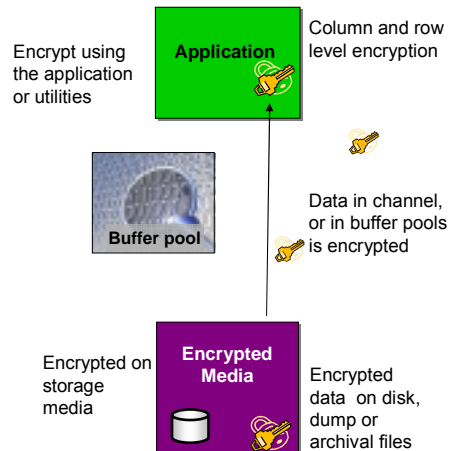 Encrypt using
the application
or utilities
Application
Column and row
level encryption
Buffer pool
Data in channel,
or in buffer pools
is encrypted
Encrypted on
storage
media
Encrypted
Media
Encrypted
data on disk,
dump or
archival files